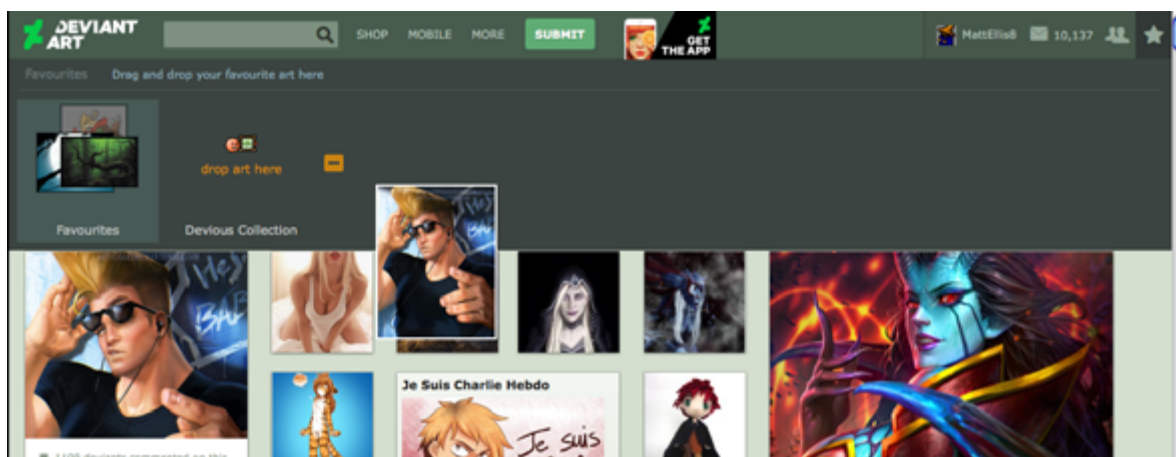 DEVIANT
ART
SHOP MOBILE MORE SUBMIT
GET
THE APP
MattEllis8 10,137
Favourites Drag and drop your favourite art here
drop art here
Favourites Devious Collection
Je Suis Charlie Hebdo
Je suis